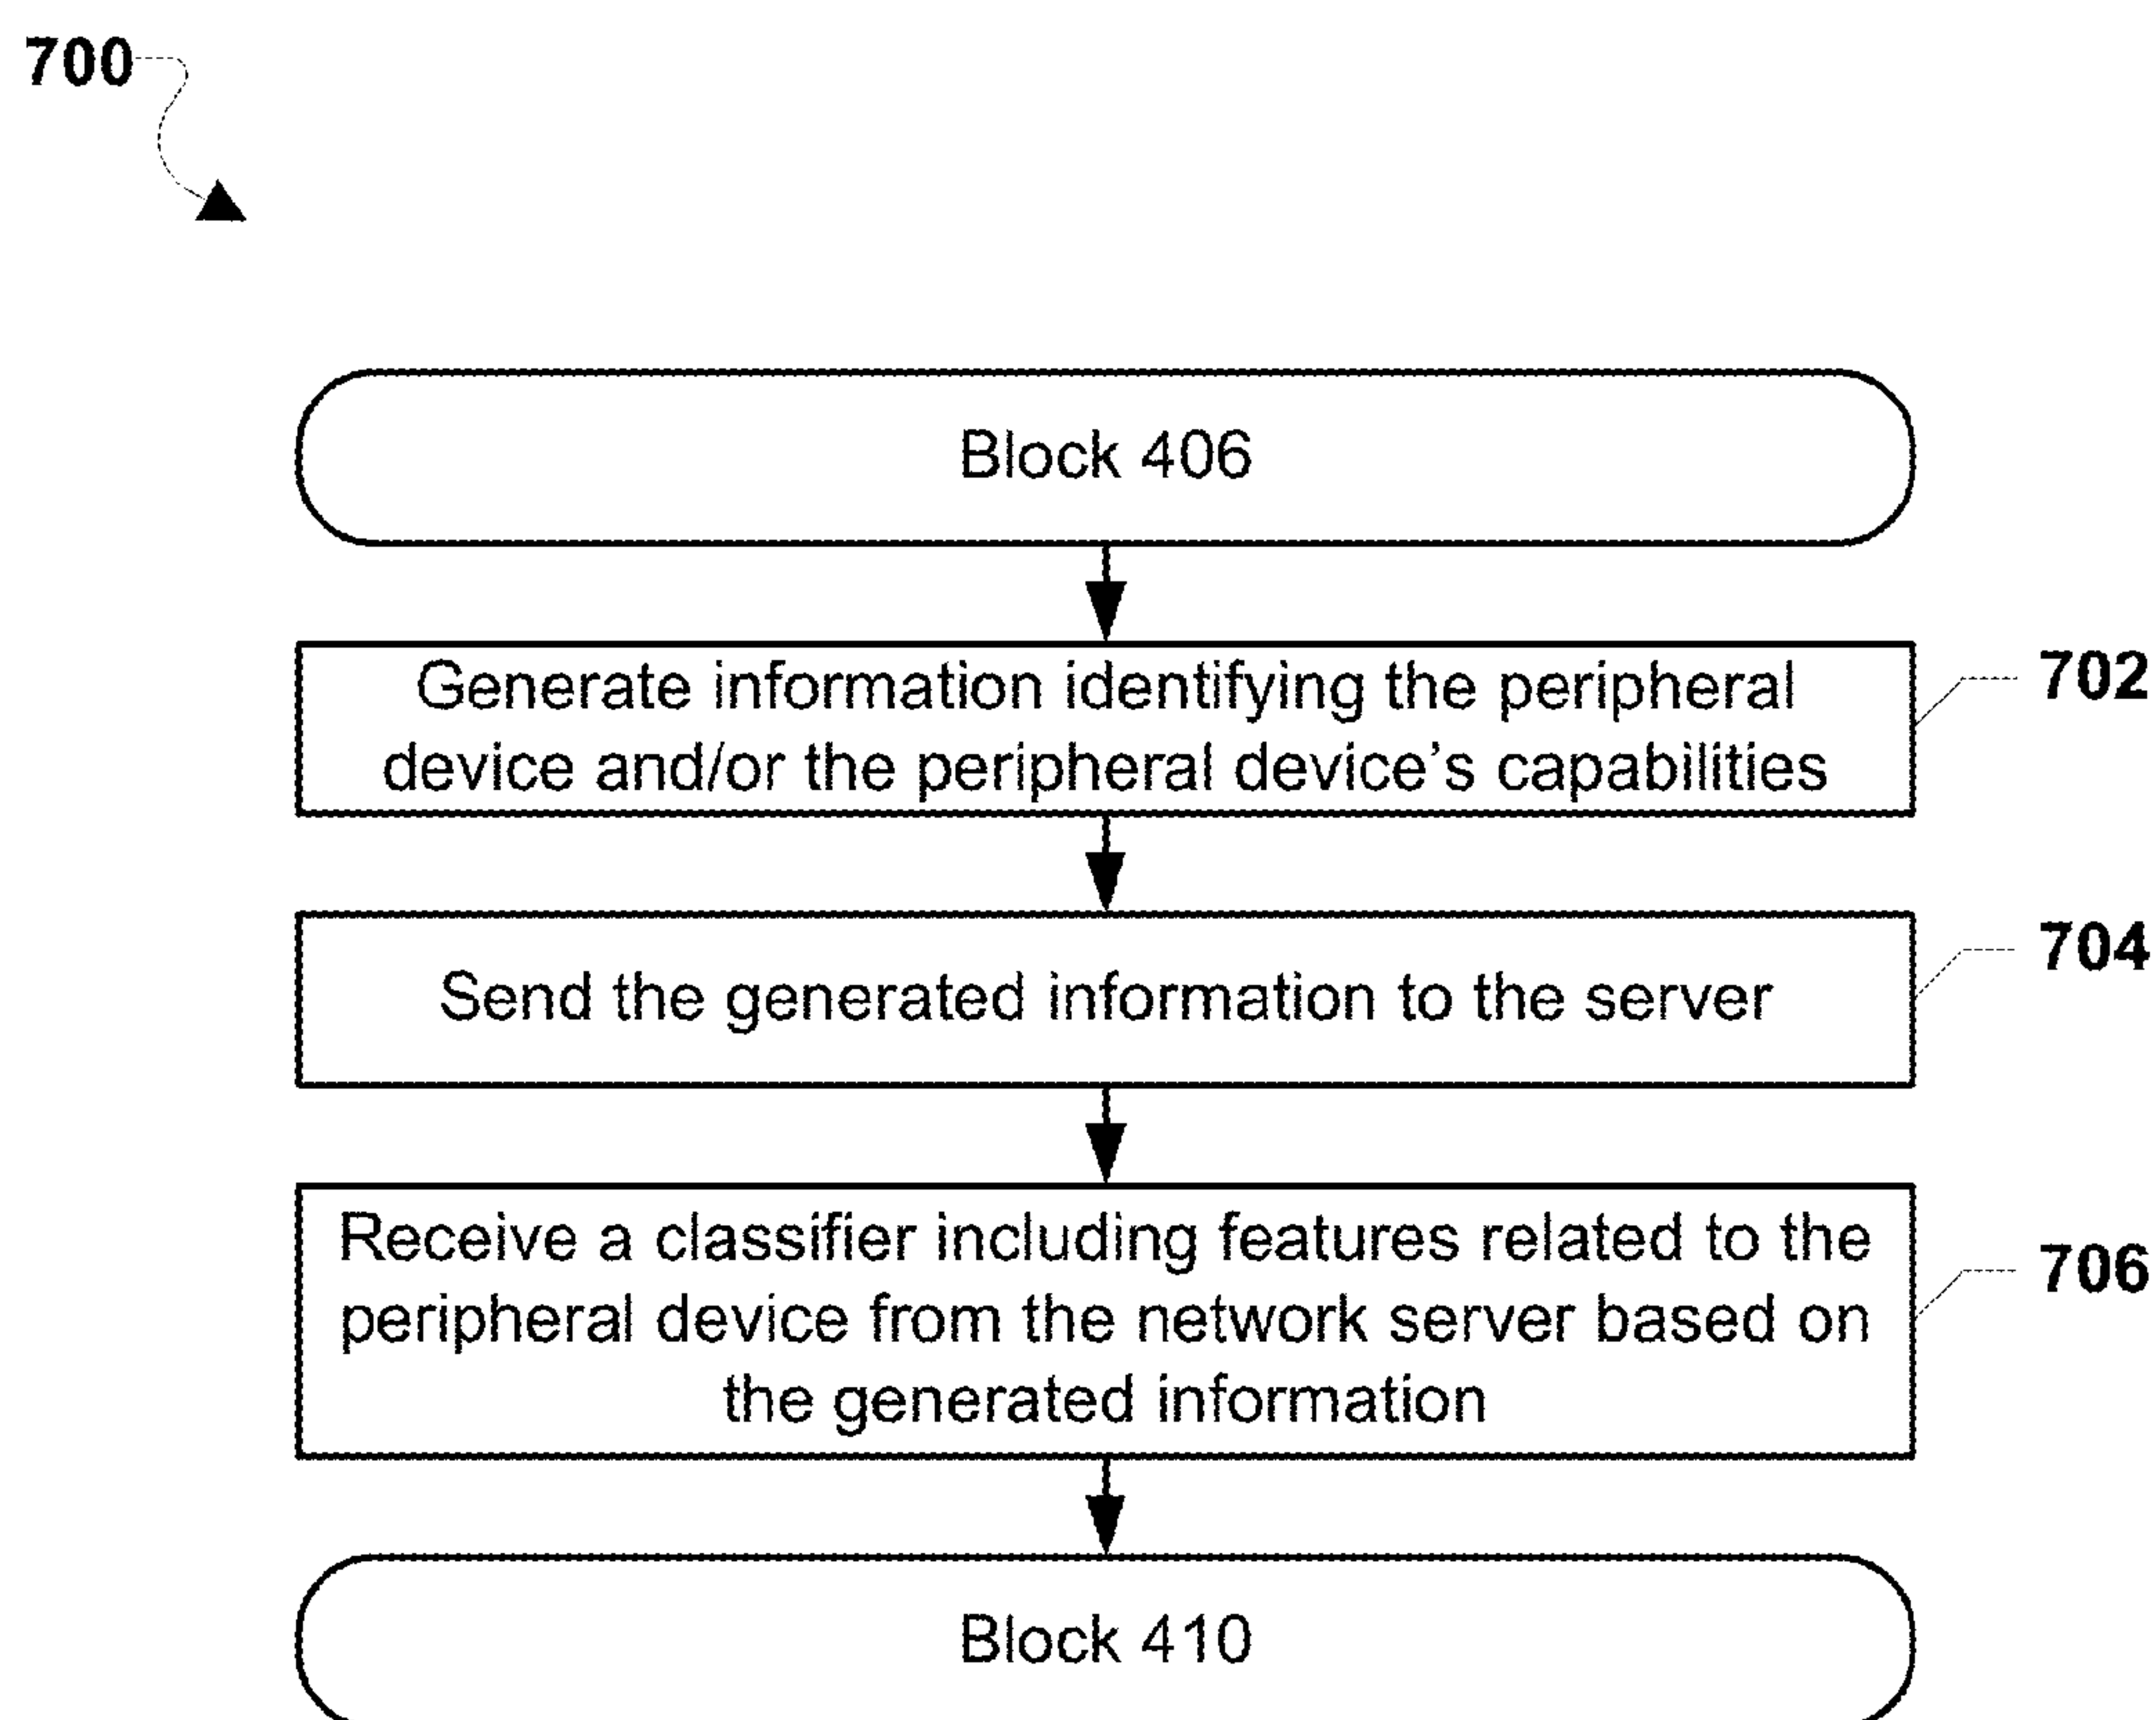 700
Block 406
Generate information identifying the peripheral
device and/or the peripheral device's capabilities
702
Send the generated information to the server
704
Receive a classifier including features related to the
peripheral device from the network server based on
the generated information
706
Block 410